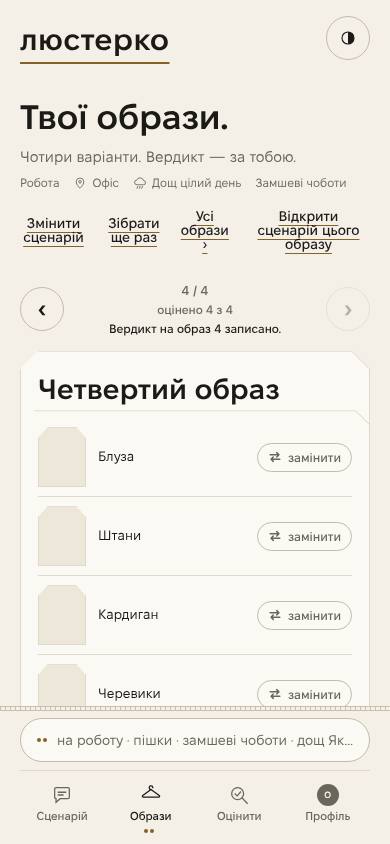 люстерко
Твої образи.
Чотири варіанти. Вердикт — за тобою.
Робота Офіс Дощ цілий день Замшеві чоботи
Змінити сценарій
Зібрати ще раз
Усі образи ›
Відкрити сценарій цього образу
4 / 4
оцінено 4 з 4
Вердикт на образ 4 записано.
Четвертий образ
Блуза замінити
Штани замінити
Кардиган замінити
Черевики замінити
на роботу · пішки · замшеві чоботи · дощ Як…
Сценарій Образи Оцінити О Профіль